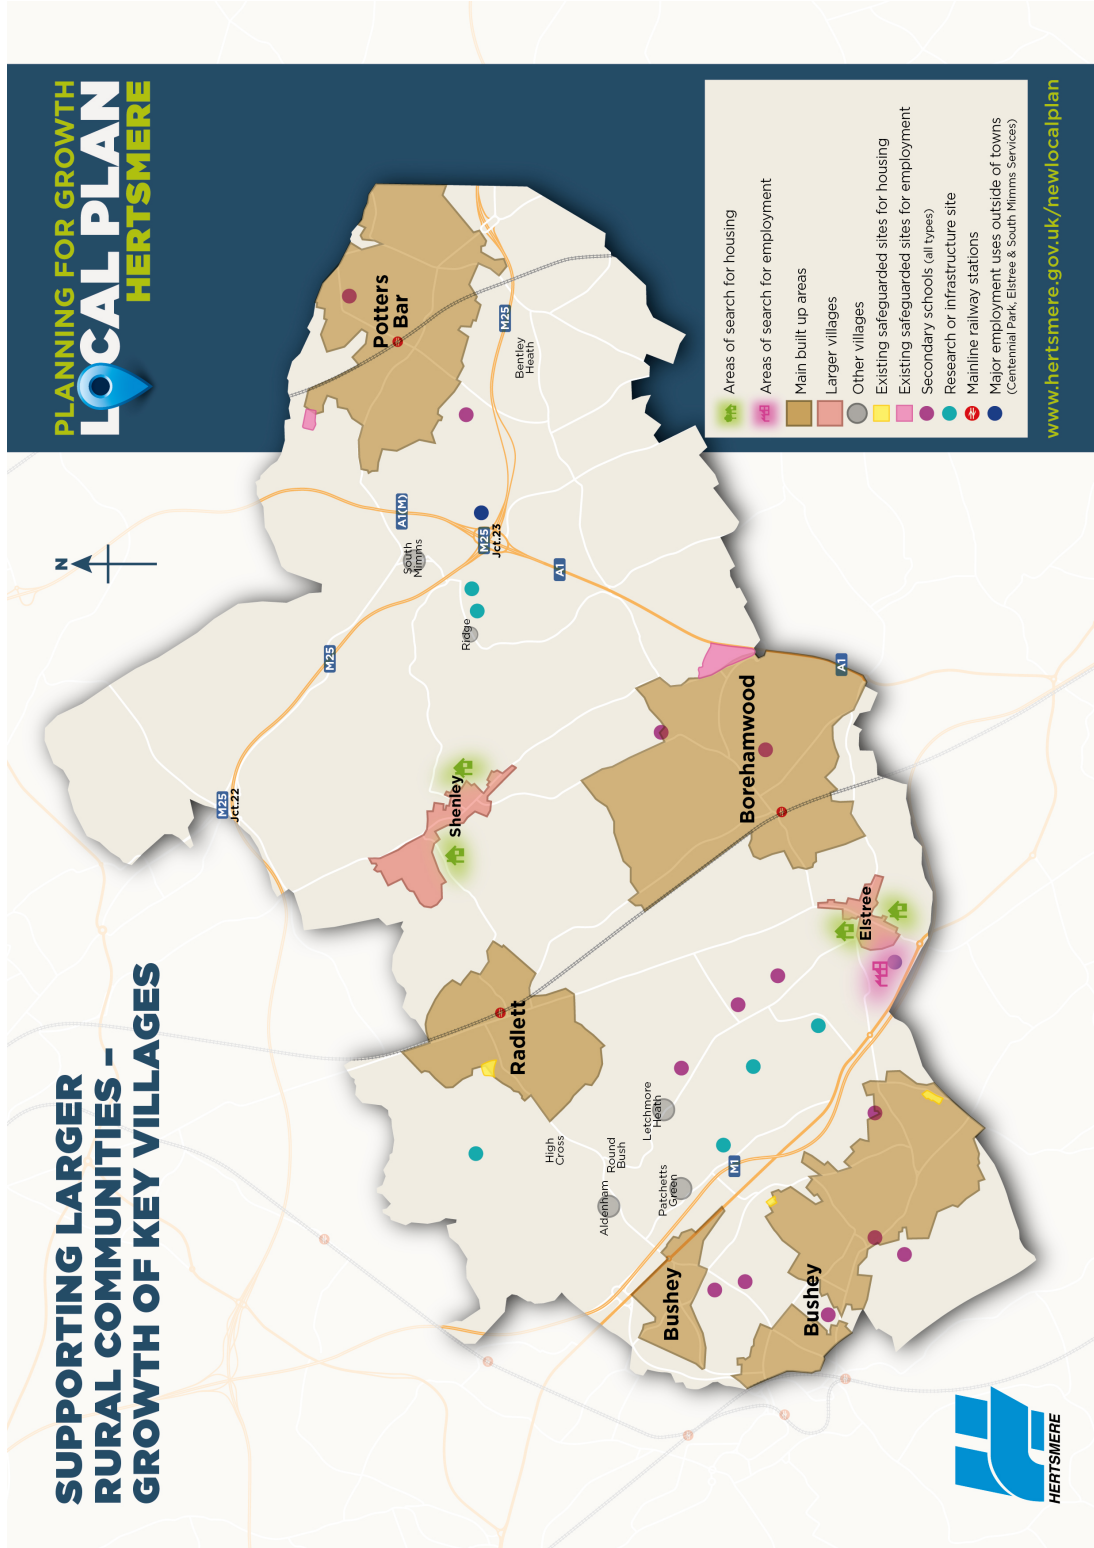 SUPPORTING LARGER
RURAL COMMUNITIES –
GROWTH OF KEY VILLAGES
N
PLANNING FOR GROWTH
LOCAL PLAN
HERTSMERE
M25
Jct.22
M25
A1(M)
South
Mimms
Ridge
M25
Jct.23
M25
Potters
Bar
Bentley
Heath
A1
Shenley
Radlett
High
Cross
Round
Bush
Aldenham
Letchmore
Heath
Patchetts
Green
Borehamwood
A1
Elstree
M1
Bushey
Bushey
Areas of search for housing
Areas of search for employment
Main built up areas
Larger villages
Other villages
Existing safeguarded sites for housing
Existing safeguarded sites for employment
Secondary schools (all types)
Research or infrastructure site
Mainline railway stations
Major employment uses outside of towns
(Centennial Park, Elstree & South Mimms Services)
www.hertsmere.gov.uk/newlocalplan
HERTSMERE